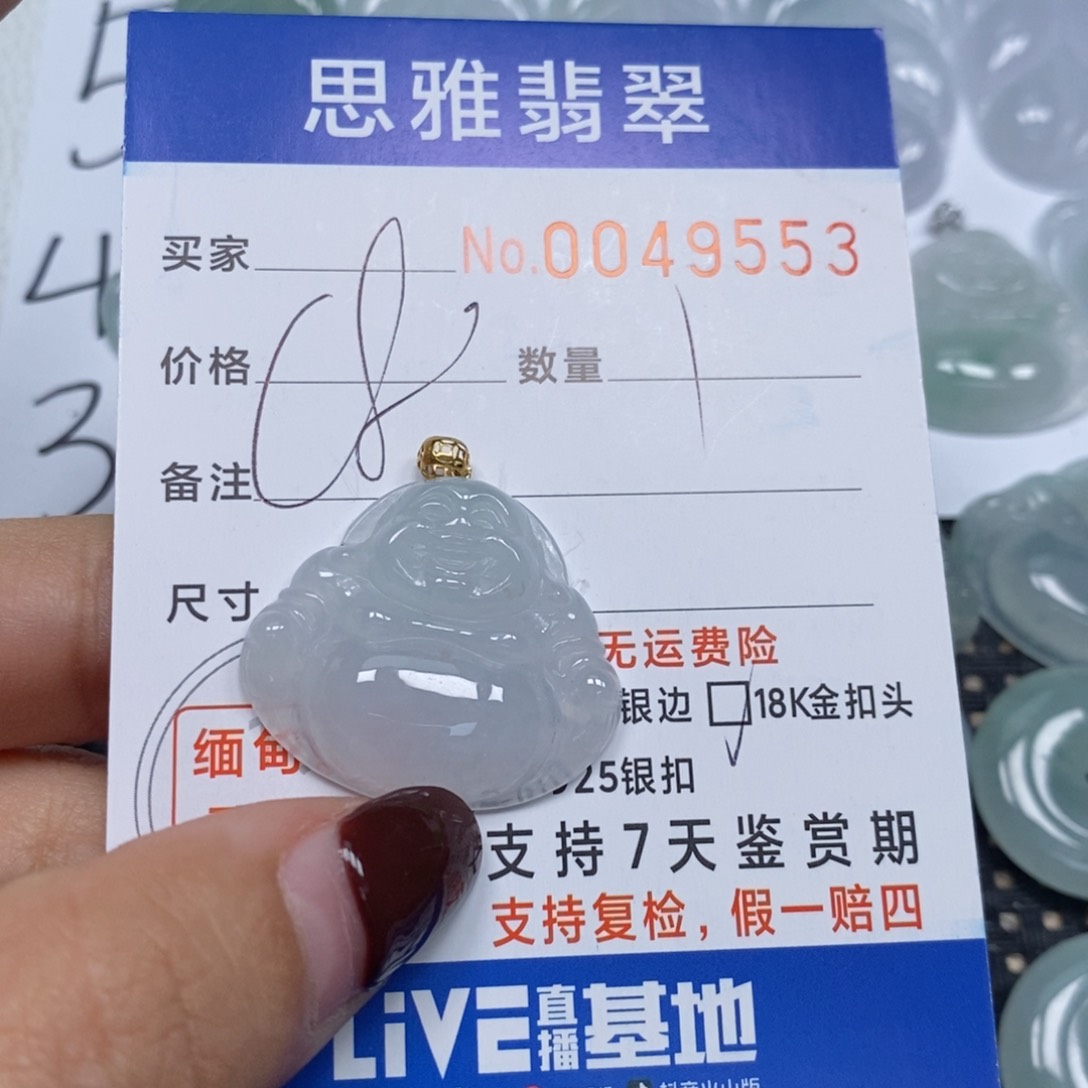 5
4
3
思雅翡翠
买家 No.0049553
价格 数量 1
备注
尺寸
无运费险
银边 □18K金扣头
缅甸 925银扣
支持7天鉴赏期
支持复检，假一赔四
LiVE直播基地